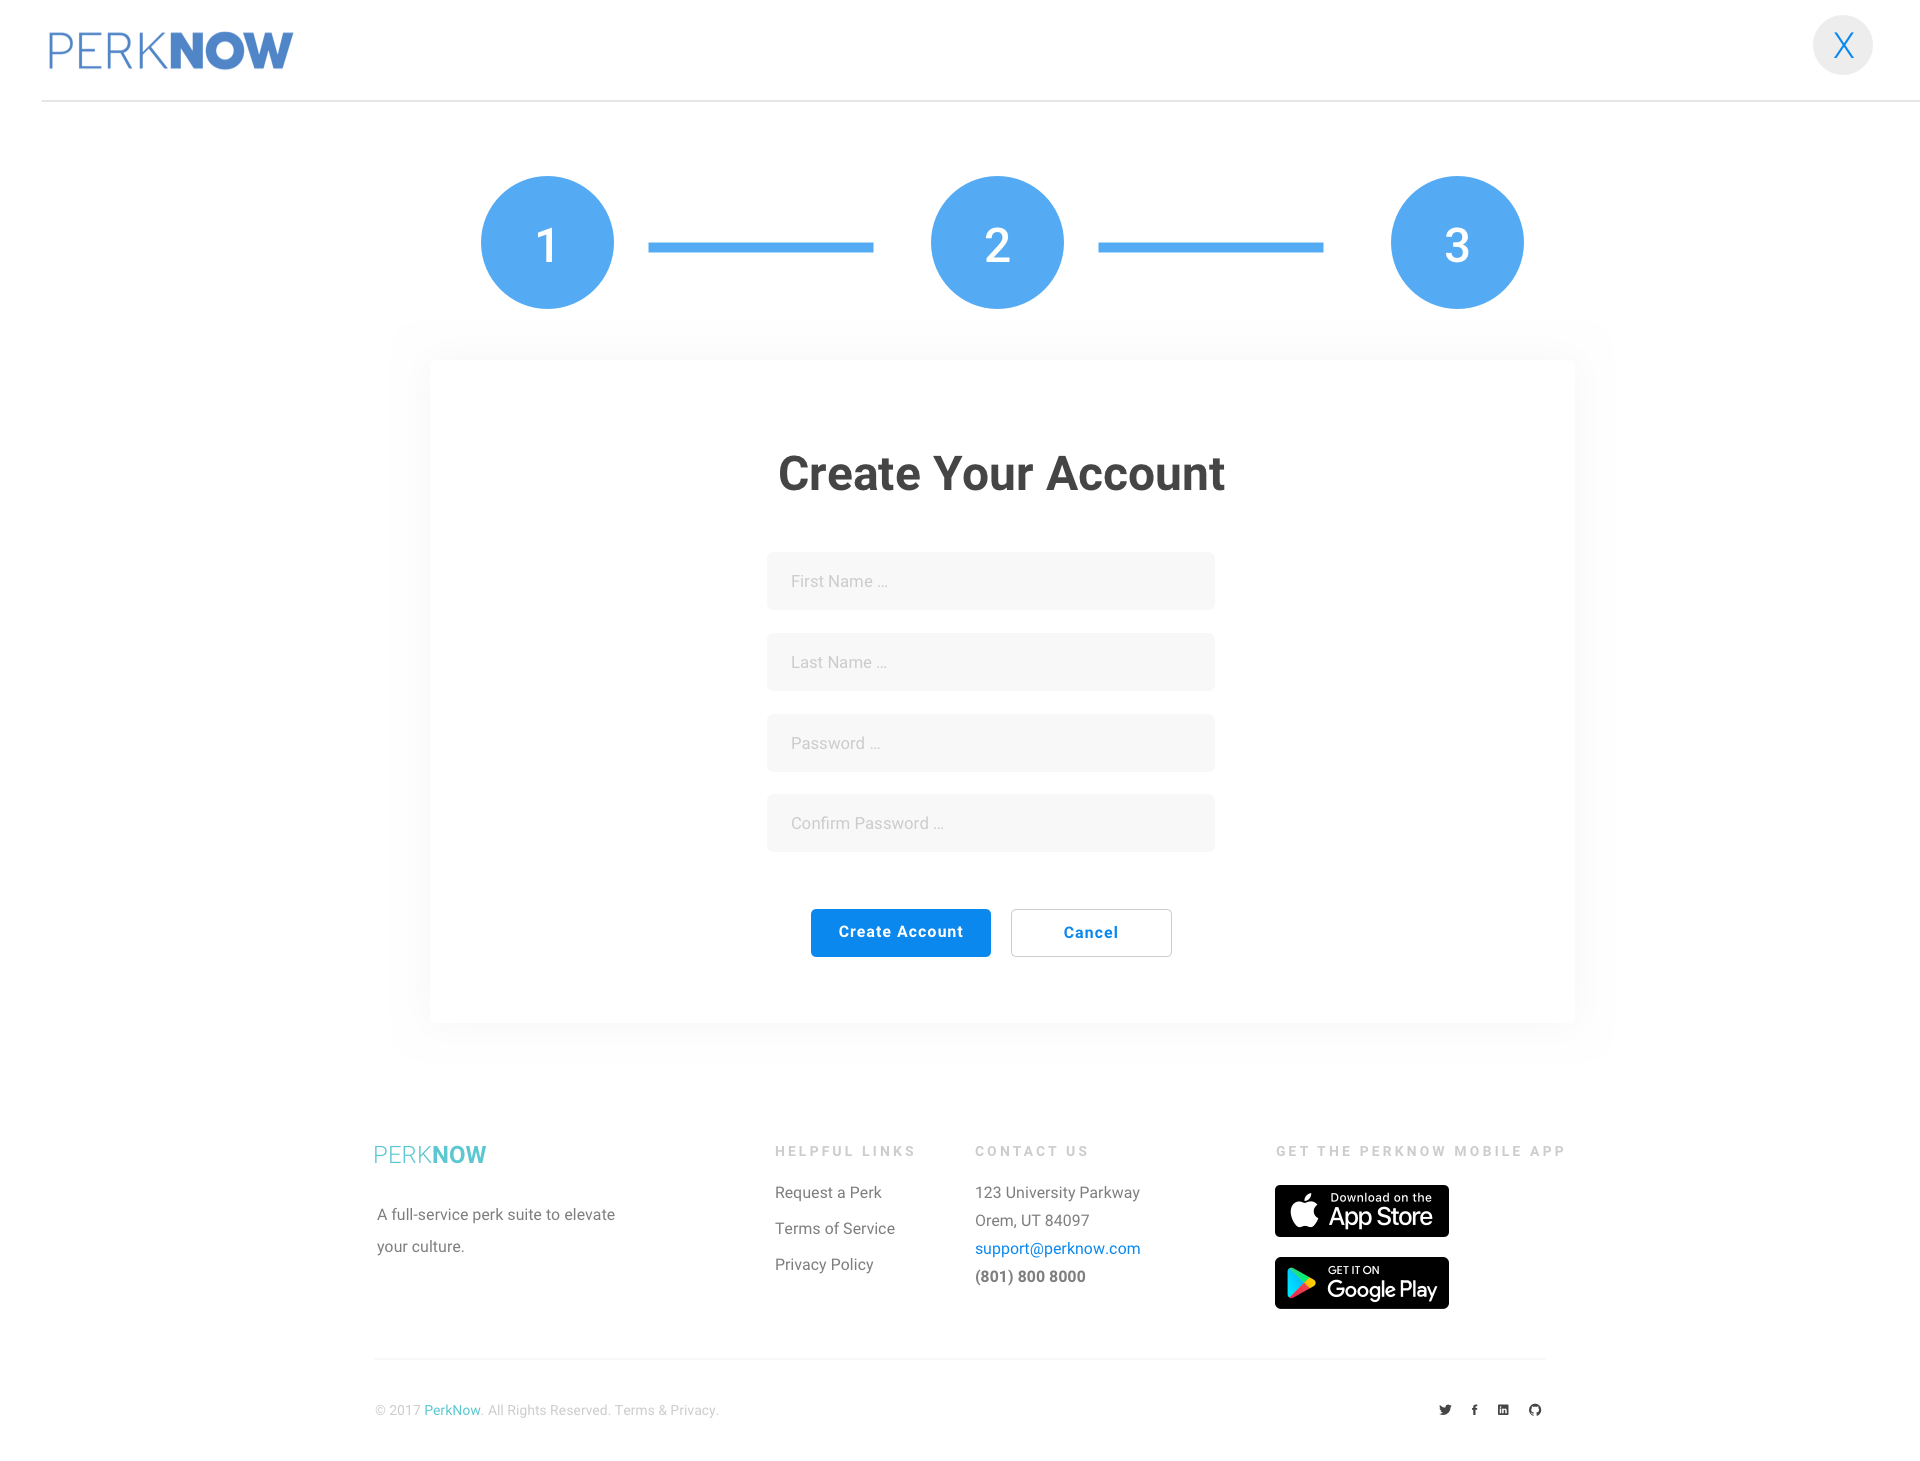 PERKNOW
X
1
2
3
Create Your Account
First Name ...
Last Name ...
Password ...
Confirm Password ...
Create Account
Cancel
PERKNOW
A full-service perk suite to elevate
your culture.
HELPFUL LINKS
Request a Perk
Terms of Service
Privacy Policy
CONTACT US
123 University Parkway
Orem, UT 84097
support@perknow.com
(801) 800 8000
GET THE PERKNOW MOBILE APP
Download on the
App Store
GET IT ON
Google Play
© 2017 PerkNow. All Rights Reserved. Terms & Privacy.